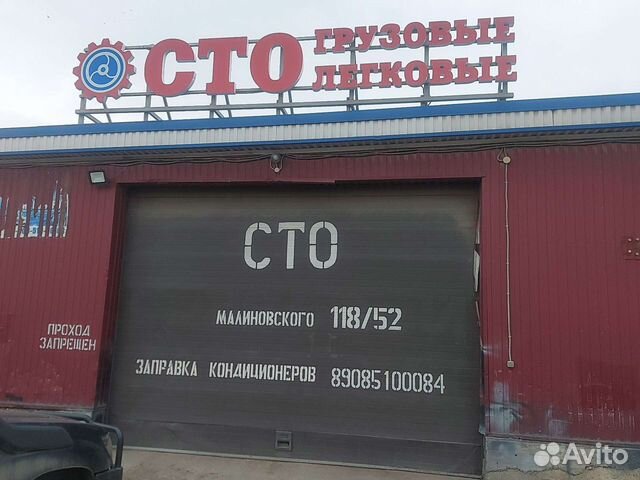 СТО ГРУЗОВЫЕ
ЛЕГКОВЫЕ
СТО
МАЛИНОВСКОГО 118/52
ПРОХОД
ЗАПРЕЩЕН
ЗАПРАВКА КОНДИЦИОНЕРОВ 89085100084
Avito